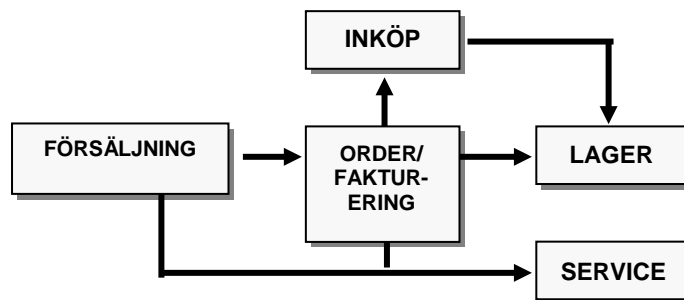 INKÖP
FÖRSÄLJNING
ORDER/
FAKTUR-
ERING
LAGER
SERVICE